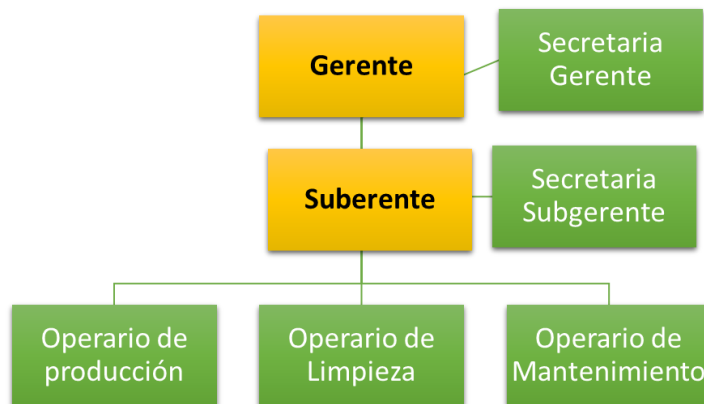 Gerente
Secretaria
Gerente
Suberente
Secretaria
Subgerente
Operario de
producción
Operario de
Limpieza
Operario de
Mantenimiento